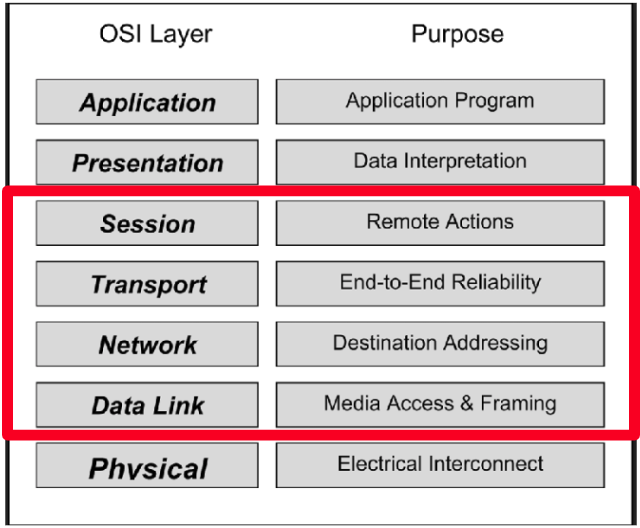 OSI Layer Purpose
Application Application Program
Presentation Data Interpretation
Session Remote Actions
Transport End-to-End Reliability
Network Destination Addressing
Data Link Media Access & Framing
Physical Electrical Interconnect